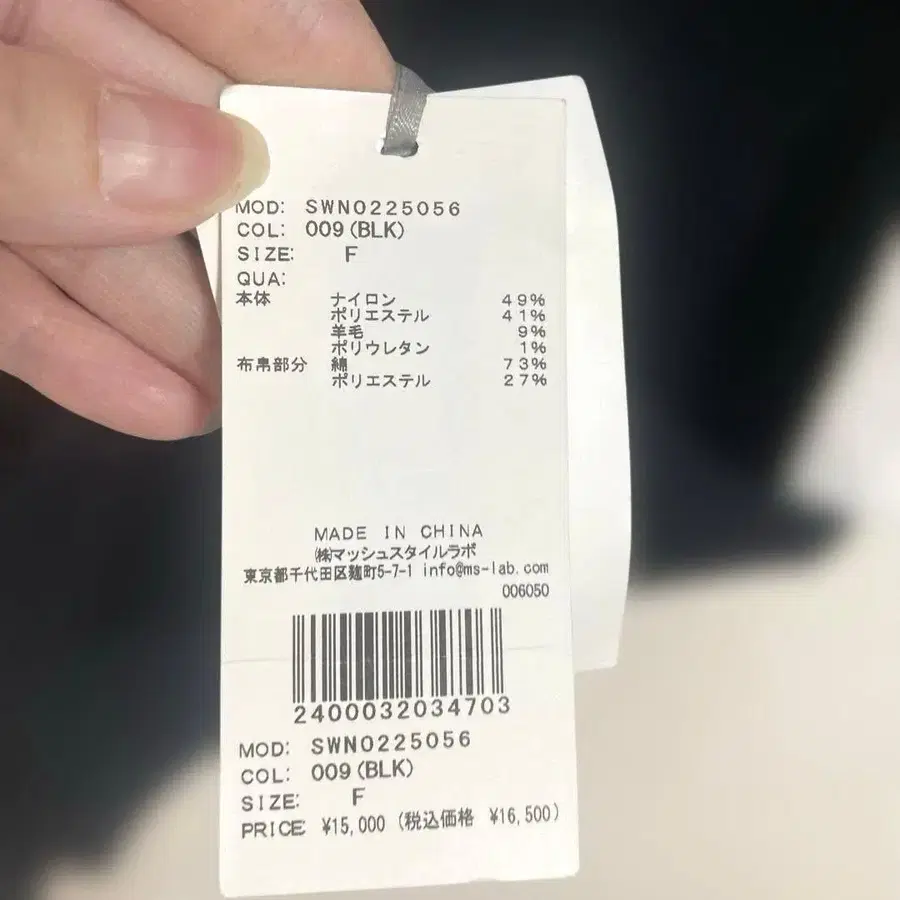 MOD: SWNO225056
COL: 009(BLK)
SIZE: F
QUA:
本体 ナイロン 49%
ポリエステル 41%
羊毛 9%
ポリウレタン 1%
布帛部分 綿 73%
ポリエステル 27%
MADE IN CHINA
㈱マッシュスタイルラボ
東京都千代田区麹町5-7-1 info@ms-lab.com
006050
2400032034703
MOD: SWNO225056
COL: 009(BLK)
SIZE: F
PRICE: ¥15,000 (税込価格 ¥16,500)